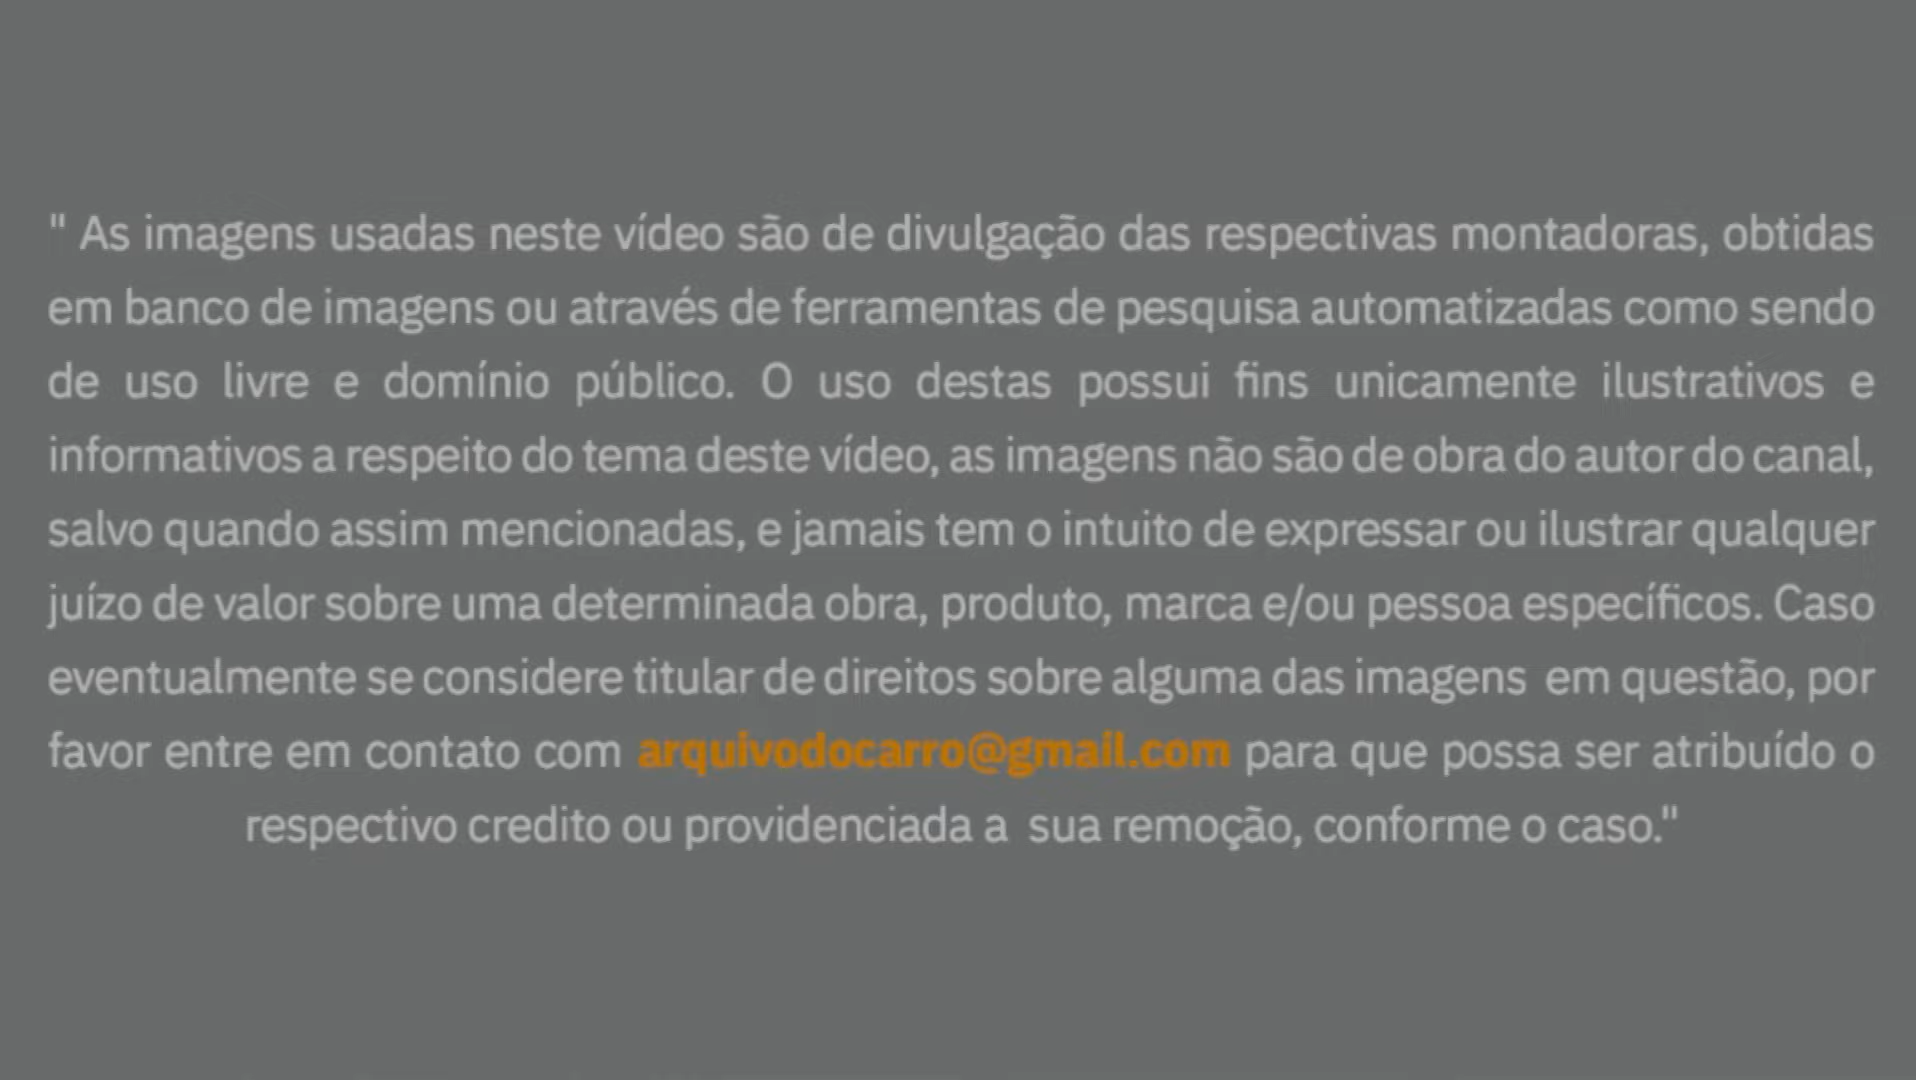 " As imagens usadas neste vídeo são de divulgação das respectivas montadoras, obtidas
em banco de imagens ou através de ferramentas de pesquisa automatizadas como sendo
de uso livre e domínio público. O uso destas possui fins unicamente ilustrativos e
informativos a respeito do tema deste vídeo, as imagens não são de obra do autor do canal,
salvo quando assim mencionadas, e jamais tem o intuito de expressar ou ilustrar qualquer
juízo de valor sobre uma determinada obra, produto, marca e/ou pessoa específicos. Caso
eventualmente se considere titular de direitos sobre alguma das imagens em questão, por
favor entre em contato com arquivodocarro@gmail.com para que possa ser atribuído o
respectivo credito ou providenciada a sua remoção, conforme o caso."